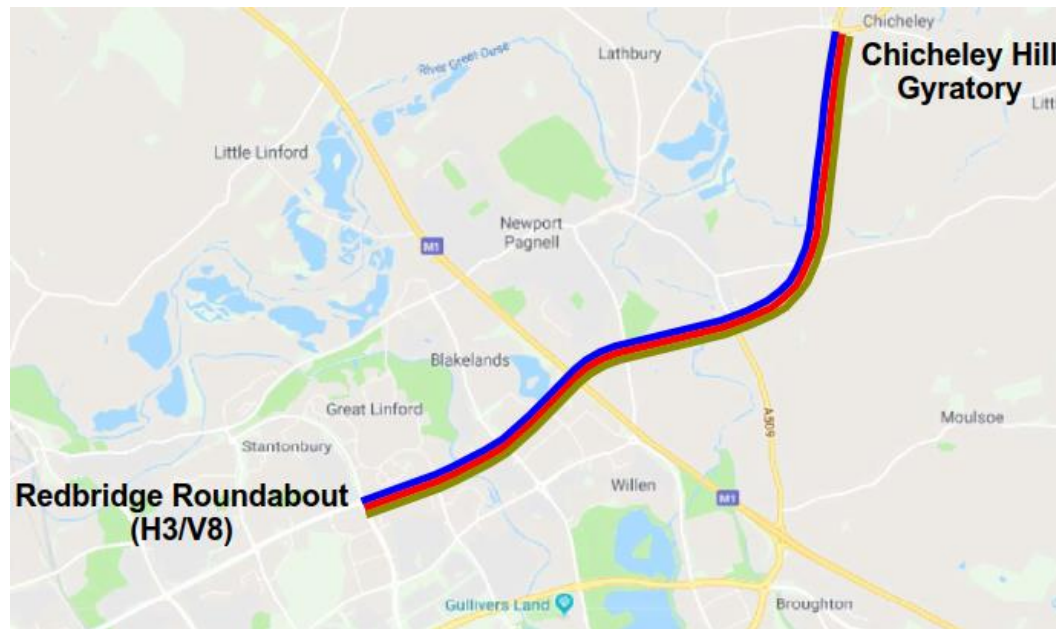 Chicheley
Chicheley Hill
Gyratory
Lathbury
River Great Ouse
Little Linford
Newport
Pagnell
M1
Blakelands
Great Linford
Stantonbury
A509
Moulsoe
Redbridge Roundabout
(H3/V8)
Willen
M1
Gullivers Land
Broughton